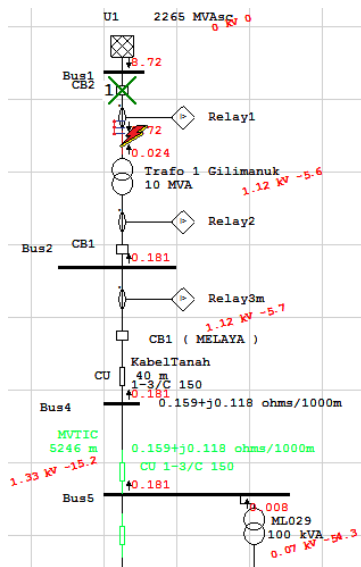 U1 2265 MVAsc
0 kV 0
8.72
Bus1
CB2
1
Relay1
0.024
Trafo 1 Gilimanuk
10 MVA
1.12 kV -5.6
Relay2
Bus2
CB1
0.181
Relay3m
1.12 kV -5.7
CB1 ( MELAYA )
KabelTanah
CU 40 m
1-3/C 150
0.181
Bus4
0.159+j0.118 ohms/1000m
MVTIC
5246 m
0.159+j0.118 ohms/1000m
CU 1-3/C 150
1.33 kV -15.2
0.181
Bus5
0.008
ML029
100 kVA
0.07 kV -54.3